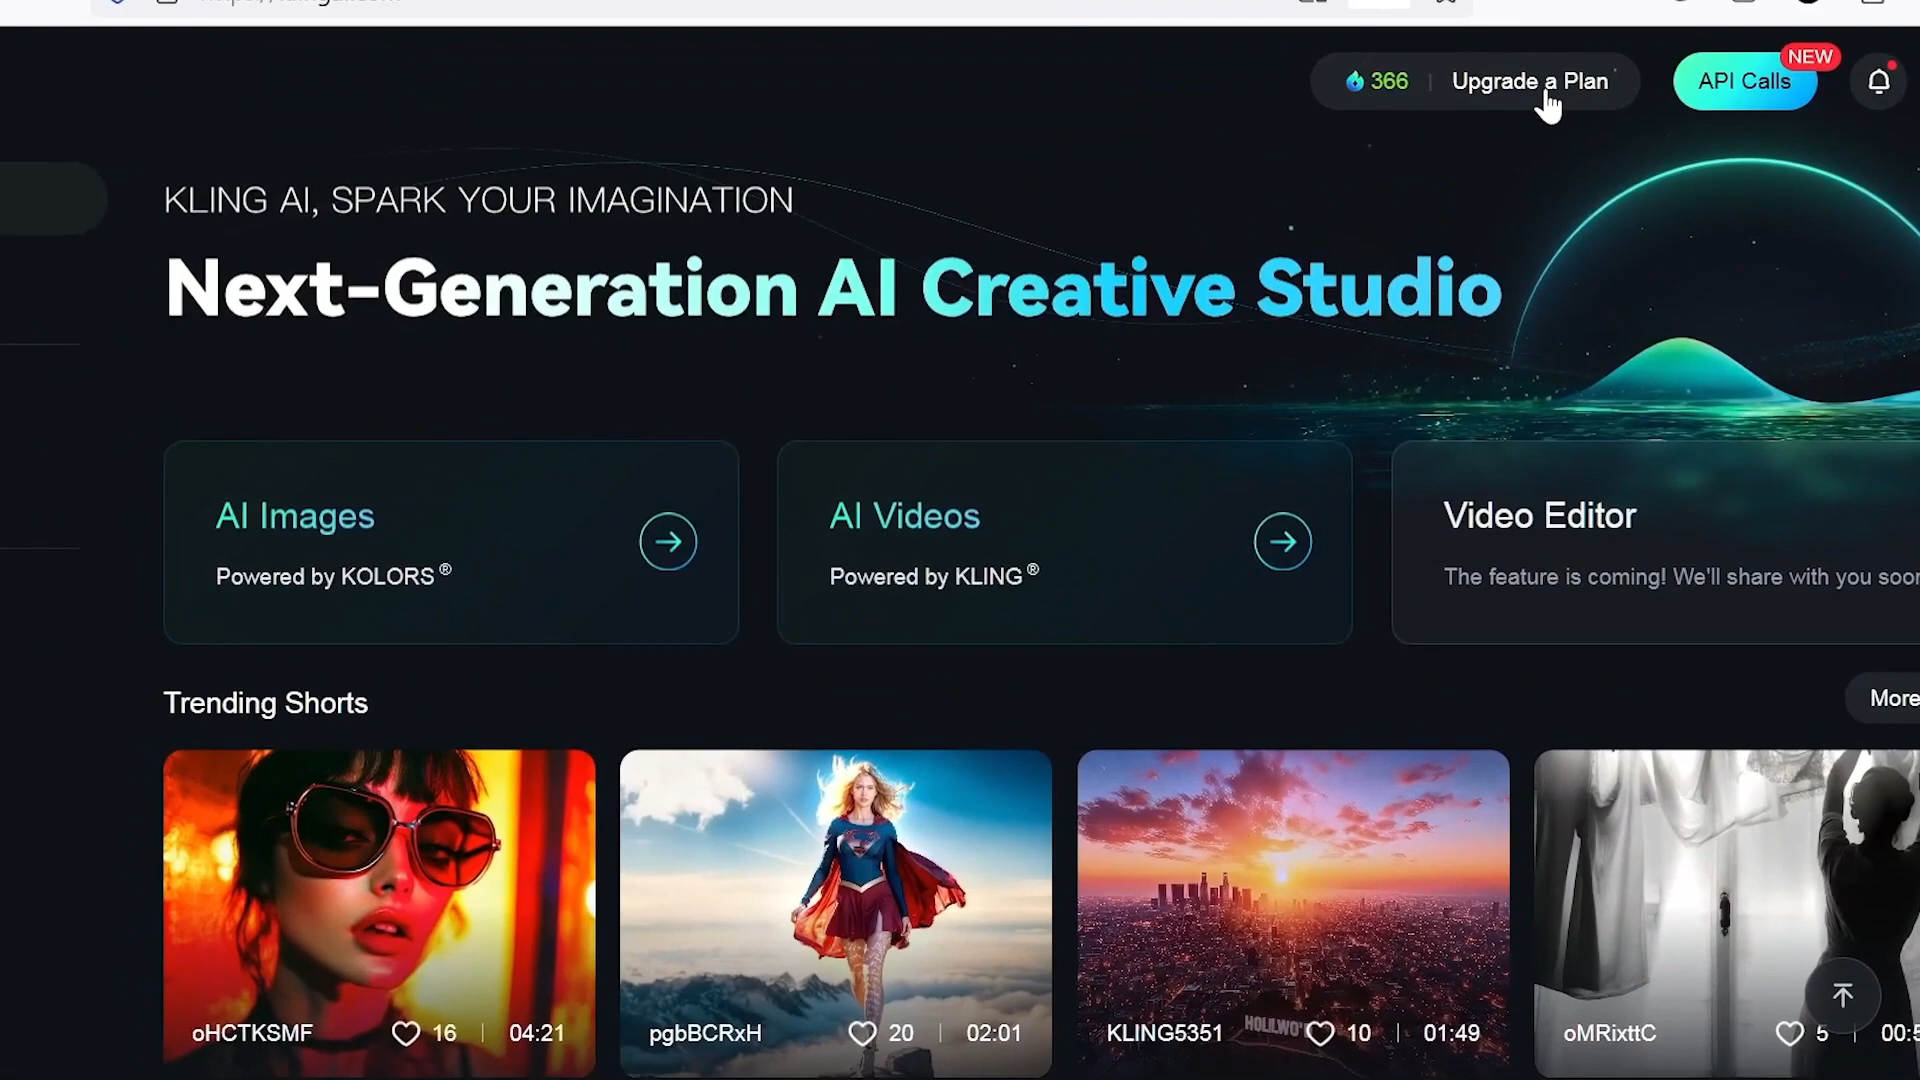 366 | Upgrade a Plan
API Calls
NEW
KLING AI, SPARK YOUR IMAGINATION
Next-Generation AI Creative Studio
AI Images
Powered by KOLORS ®
AI Videos
Powered by KLING ®
Video Editor
The feature is coming! We'll share with you soon
Trending Shorts
More
oHCTKSMF 16 | 04:21
pgbBCRxH 20 | 02:01
KLING5351 10 | 01:49
oMRixttC 5 |